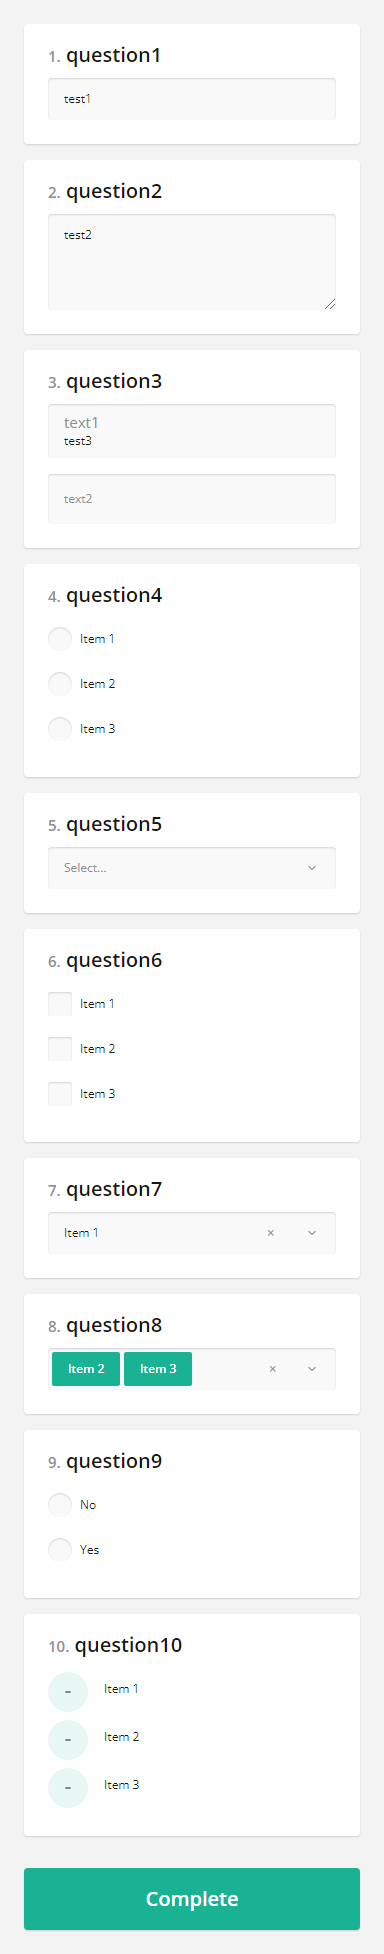 1. question1
test1
2. question2
test2
3. question3
text1
test3
text2
4. question4
Item 1
Item 2
Item 3
5. question5
Select...
6. question6
Item 1
Item 2
Item 3
7. question7
Item 1
8. question8
Item 2 Item 3
9. question9
No
Yes
10. question10
- Item 1
- Item 2
- Item 3
Complete